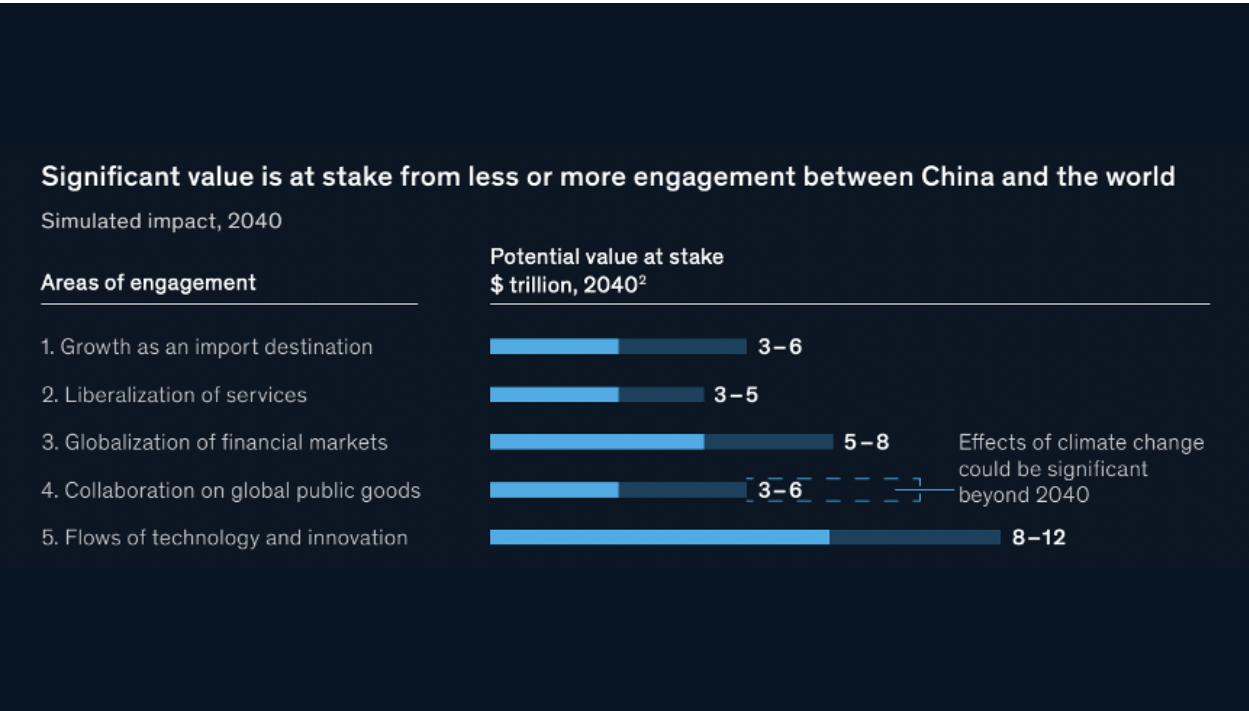 Significant value is at stake from less or more engagement between China and the world
Simulated impact, 2040
Areas of engagement
Potential value at stake
$ trillion, 2040²
1. Growth as an import destination
3–6
2. Liberalization of services
3–5
3. Globalization of financial markets
5–8
4. Collaboration on global public goods
3–6
Effects of climate change
could be significant
beyond 2040
5. Flows of technology and innovation
8–12